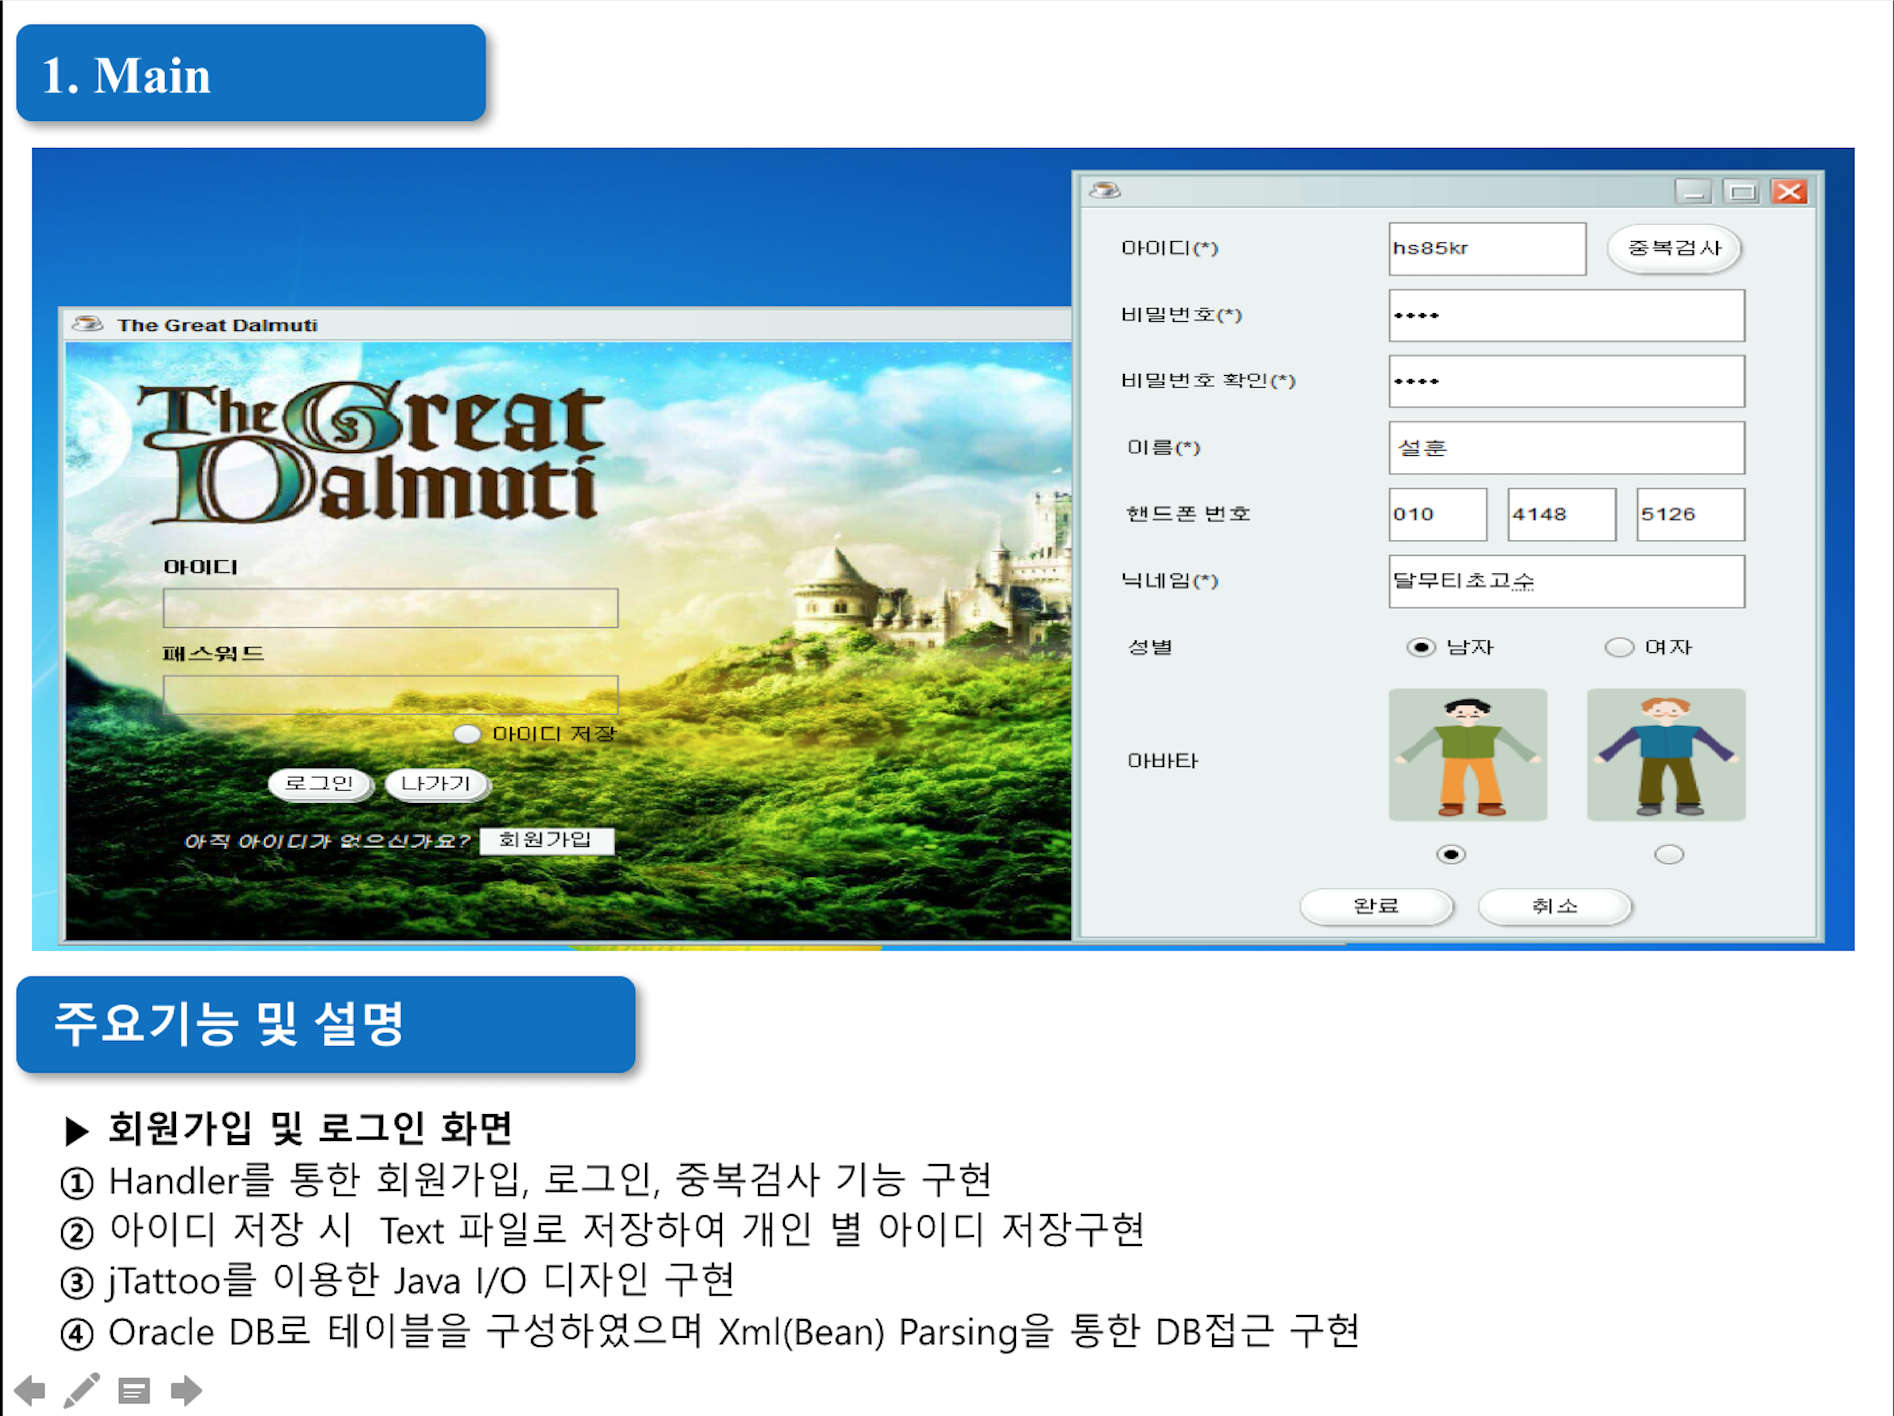 1. Main
The Great Dalmuti
The Great
Dalmuti
아이디
패스워드
아이디 저장
로그인 나가기
아직 아이디가 없으신가요? 회원가입
아이디(*) hs85kr 중복검사
비밀번호(*) ••••
비밀번호 확인(*) ••••
이름(*) 설훈
핸드폰 번호 010 4148 5126
닉네임(*) 달무티초고수
성별 남자 여자
아바타
완료 취소
주요기능 및 설명
▶ 회원가입 및 로그인 화면
① Handler를 통한 회원가입, 로그인, 중복검사 기능 구현
② 아이디 저장 시 Text 파일로 저장하여 개인 별 아이디 저장구현
③ jTattoo를 이용한 Java I/O 디자인 구현
④ Oracle DB로 테이블을 구성하였으며 Xml(Bean) Parsing을 통한 DB접근 구현